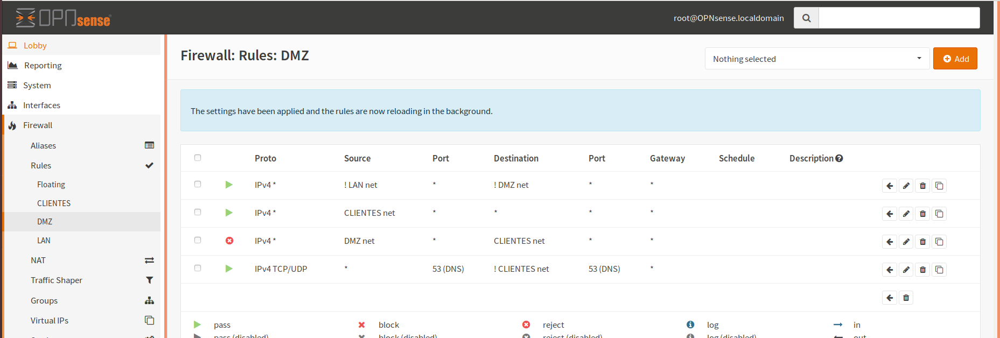 OPNsense
root@OPNsense.localdomain
Lobby
Reporting
System
Interfaces
Firewall
Aliases
Rules
Floating
CLIENTES
DMZ
LAN
NAT
Traffic Shaper
Groups
Virtual IPs
Firewall: Rules: DMZ
Nothing selected
Add
The settings have been applied and the rules are now reloading in the background.
Proto Source Port Destination Port Gateway Schedule Description
IPv4 * ! LAN net * ! DMZ net * *
IPv4 * CLIENTES net * * * *
IPv4 * DMZ net * CLIENTES net * *
IPv4 TCP/UDP * 53 (DNS) ! CLIENTES net 53 (DNS) *
pass block reject log in
pass (disabled) block (disabled) reject (disabled) log (disabled) out